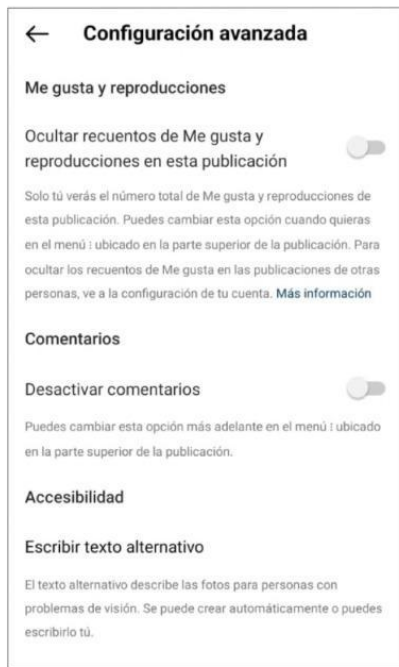 Configuración avanzada
Me gusta y reproducciones
Ocultar recuentos de Me gusta y
reproducciones en esta publicación
Solo tú verás el número total de Me gusta y reproducciones de
esta publicación. Puedes cambiar esta opción cuando quieras
en el menú ⁝ ubicado en la parte superior de la publicación. Para
ocultar los recuentos de Me gusta en las publicaciones de otras
personas, ve a la configuración de tu cuenta. Más información
Comentarios
Desactivar comentarios
Puedes cambiar esta opción más adelante en el menú ⁝ ubicado
en la parte superior de la publicación.
Accesibilidad
Escribir texto alternativo
El texto alternativo describe las fotos para personas con
problemas de visión. Se puede crear automáticamente o puedes
escribirlo tú.